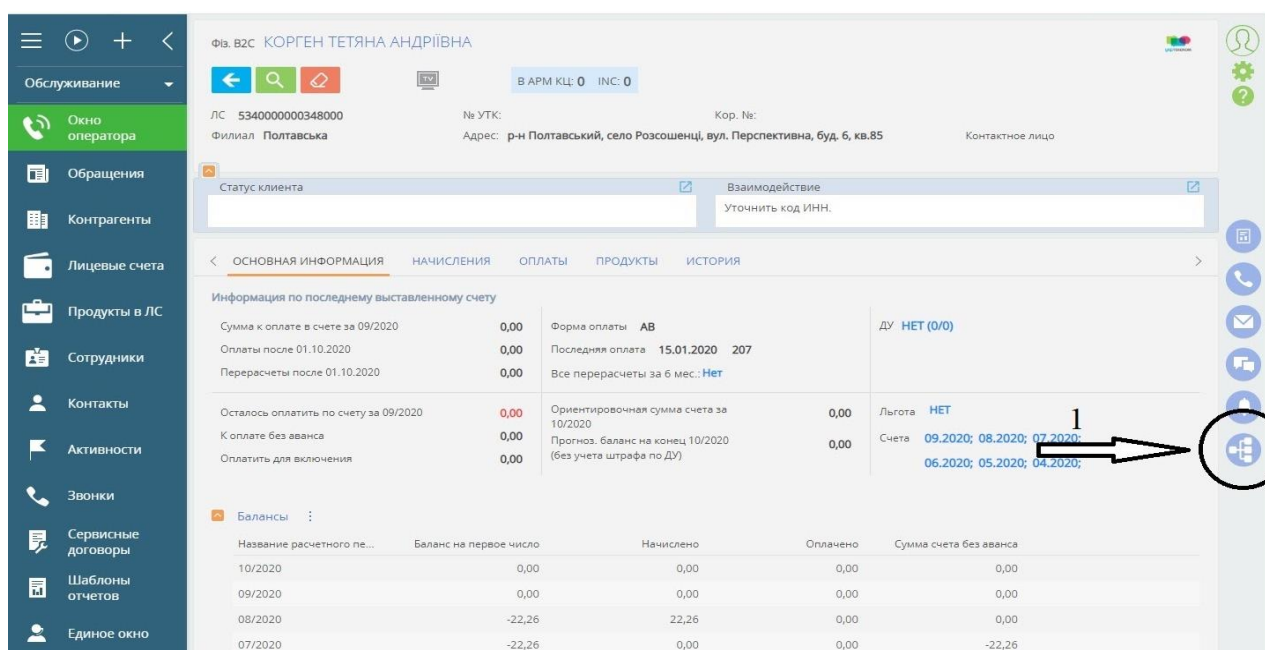 Фіз. B2C КОРГЕН ТЕТЯНА АНДРІЇВНА
Обслуживание
TV
В АРМ КЦ: 0 INC: 0
Окно
оператора
ЛС 5340000000348000 № УТК: Кор. №:
Филиал Полтавська Адрес: р-н Полтавський, село Розсошенці, вул. Перспективна, буд. 6, кв.85 Контактное лицо
Обращения
Контрагенты
Лицевые счета
Продукты в ЛС
Сотрудники
Контакты
Активности
Звонки
Сервисные
договоры
Шаблоны
отчетов
Единое окно
Статус клиента Взаимодействие
Уточнить код ИНН.
ОСНОВНАЯ ИНФОРМАЦИЯ НАЧИСЛЕНИЯ ОПЛАТЫ ПРОДУКТЫ ИСТОРИЯ
Информация по последнему выставленному счету
Сумма к оплате в счете за 09/2020 0,00 Форма оплаты АВ ДУ НЕТ (0/0)
Оплаты после 01.10.2020 0,00 Последняя оплата 15.01.2020 207
Перерасчеты после 01.10.2020 0,00 Все перерасчеты за 6 мес.: Нет
Осталось оплатить по счету за 09/2020 0,00 Ориентировочная сумма счета за 0,00 Льгота НЕТ 1
10/2020
К оплате без аванса 0,00 Прогноз. баланс на конец 10/2020 0,00 Счета 09.2020; 08.2020; 07.2020;
Оплатить для включения 0,00 (без учета штрафа по ДУ) 06.2020; 05.2020; 04.2020;
Балансы
Название расчетного пе... Баланс на первое число Начислено Оплачено Сумма счета без аванса
10/2020 0,00 0,00 0,00 0,00
09/2020 0,00 0,00 0,00 0,00
08/2020 -22,26 22,26 0,00 0,00
07/2020 -22,26 0,00 0,00 -22,26